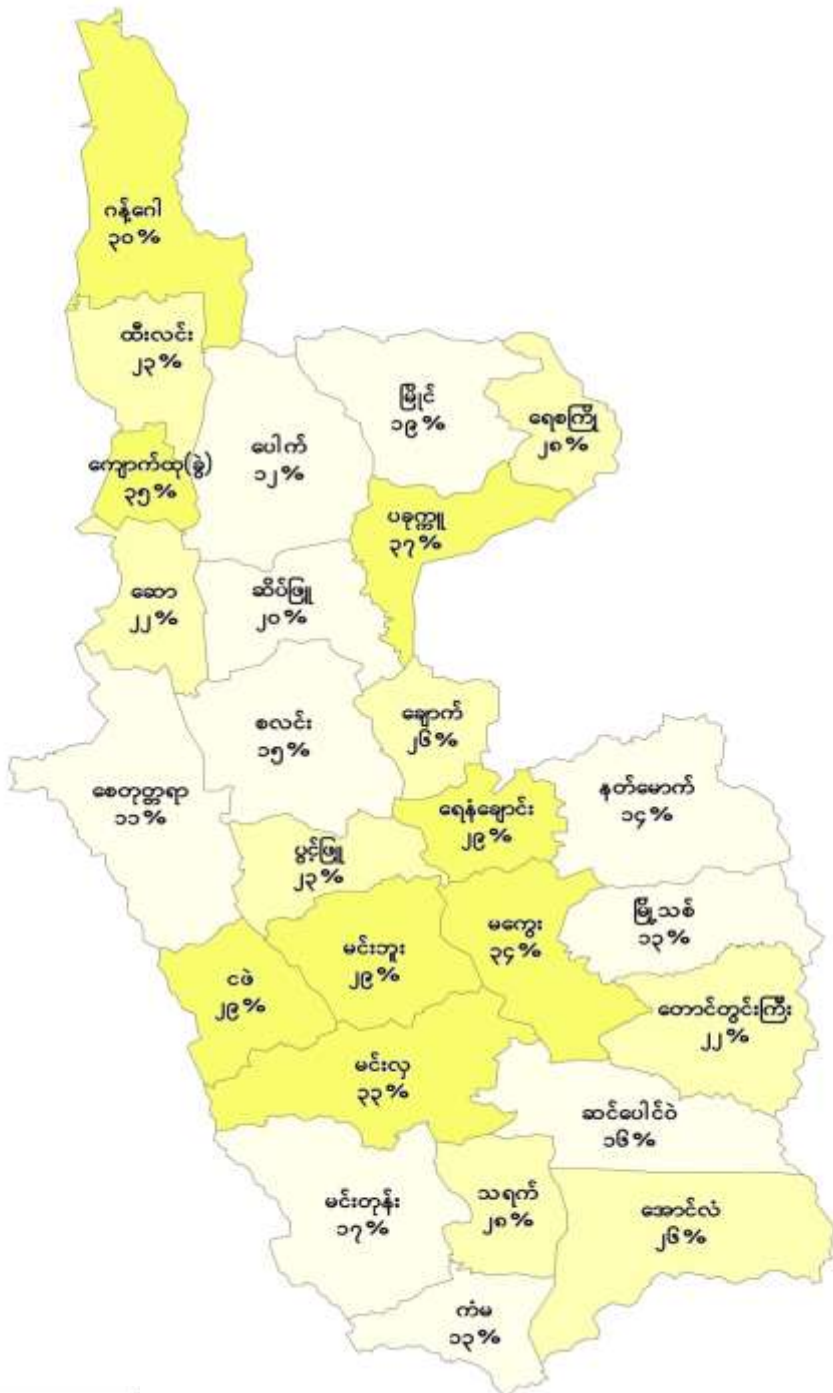 ဂန့်ဂေါ
၃၀%
ထီးလင်း
၂၃%
မြိုင်
၁၉%
ရေစကြို
၂၈%
ပေါက်
၁၂%
ကျောက်ထု(ခွဲ)
၃၅%
ပခုက္ကူ
၃၇%
ဆော
၂၂%
ဆိပ်ဖြူ
၂၀%
စလင်း
၁၅%
ချောက်
၂၆%
စေတုတ္တရာ
၁၁%
ရေနံချောင်း
၂၉%
နတ်မောက်
၁၄%
ပွင့်ဖြူ
၂၃%
မြို့သစ်
၁၃%
မကွေး
၃၄%
မင်းဘူး
၂၉%
ငဖဲ
၂၉%
တောင်တွင်းကြီး
၂၂%
မင်းလှ
၃၃%
ဆင်ပေါင်ဝဲ
၁၆%
မင်းတုန်း
၁၇%
သရက်
၂၈%
အောင်လံ
၂၆%
ကံမ
၁၃%